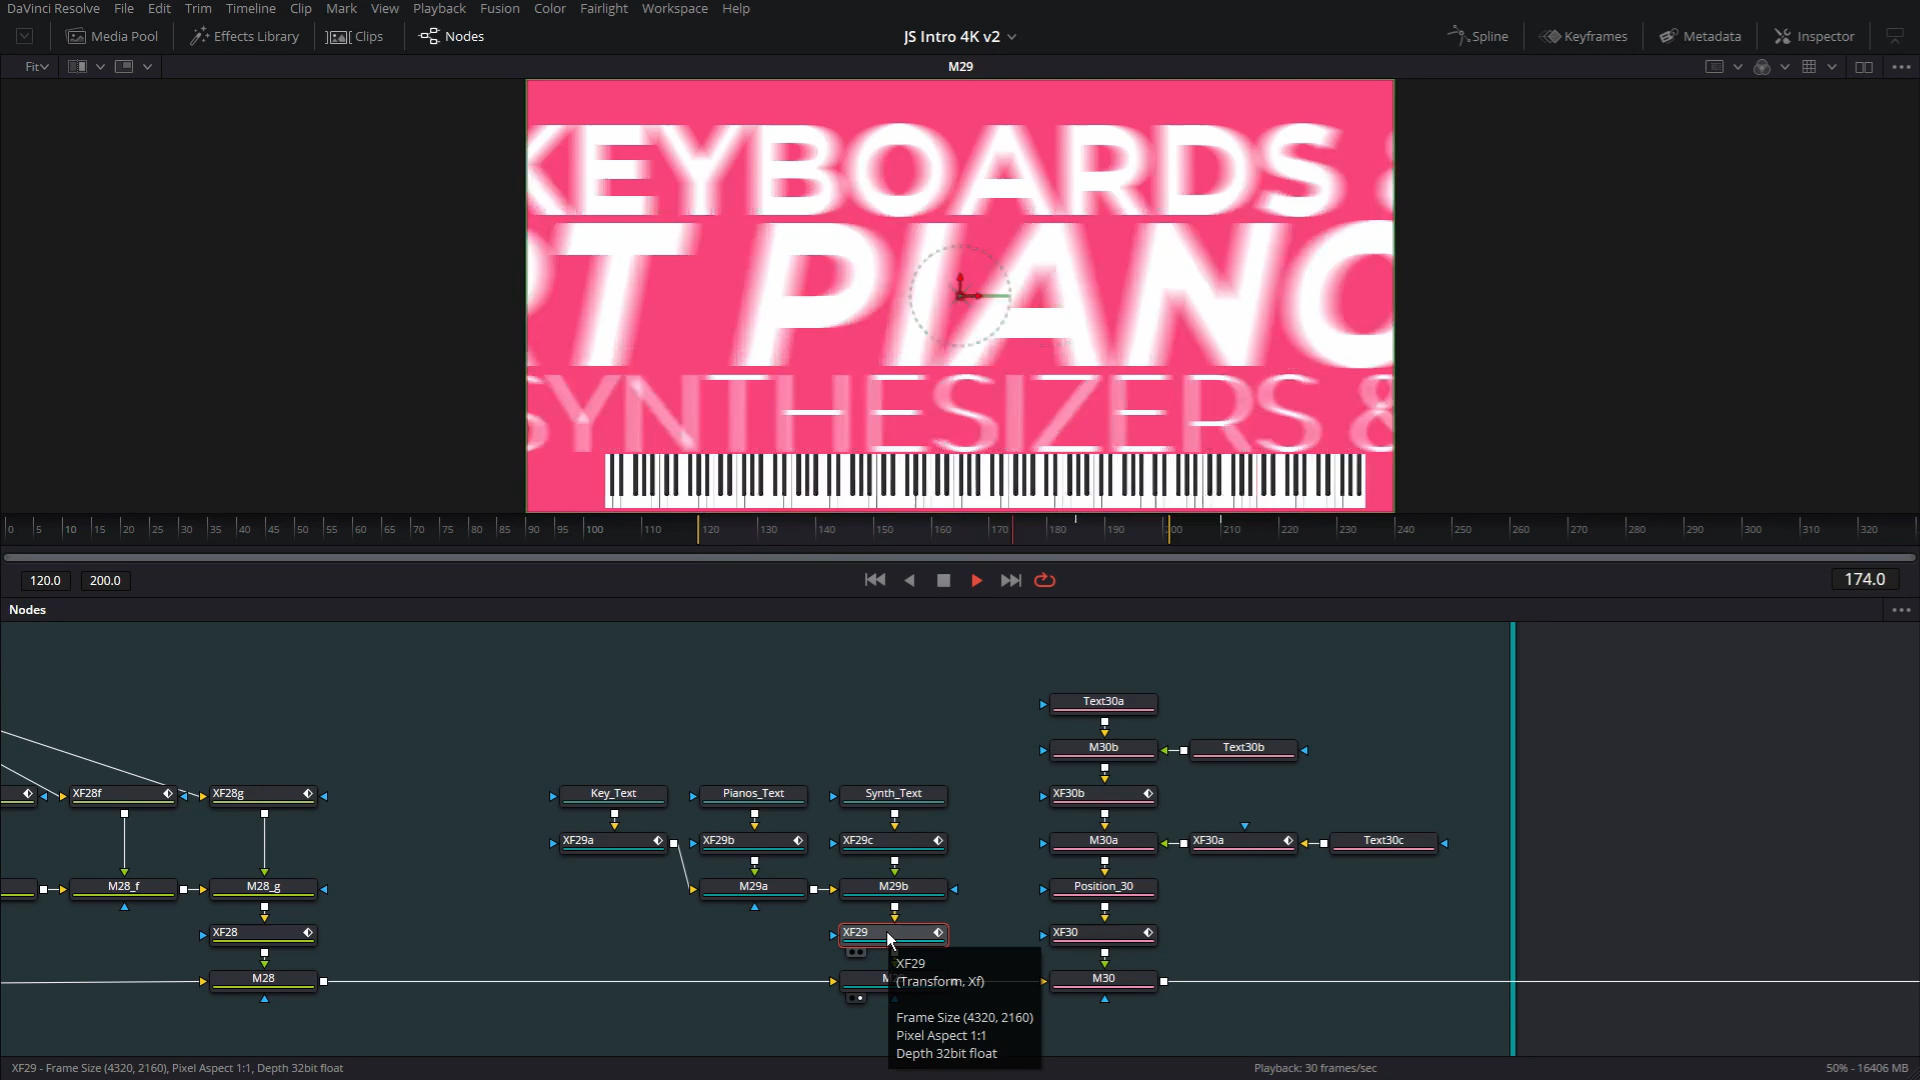 DaVinci Resolve File Edit Trim Timeline Clip Mark View Playback Fusion Color Fairlight Workspace Help
Media Pool Effects Library Clips Nodes JS Intro 4K v2 Spline Keyframes Metadata Inspector
Fit M29
KEYBOARDS &
PT PIANO
SYNTHESIZERS &
0 5 10 15 20 25 30 35 40 45 50 55 60 65 70 75 80 85 90 95 100 110 120 130 140 150 160 170 180 190 200 210 220 230 240 250 260 270 280 290 300 310 320
120.0 200.0 174.0
Nodes
Text30a
M30b Text30b
XF28f XF28g Key_Text Pianos_Text Synth_Text XF30b
XF29a XF29b XF29c M30a XF30a Text30c
M28_f M28_g M29a M29b Position_30
XF28 XF29 XF30
M28 M30
XF29
(Transform, Xf)
Frame Size (4320, 2160)
Pixel Aspect 1:1
Depth 32bit float
XF29 - Frame Size (4320, 2160), Pixel Aspect 1:1, Depth 32bit float Playback: 30 frames/sec 50% - 16406 MB